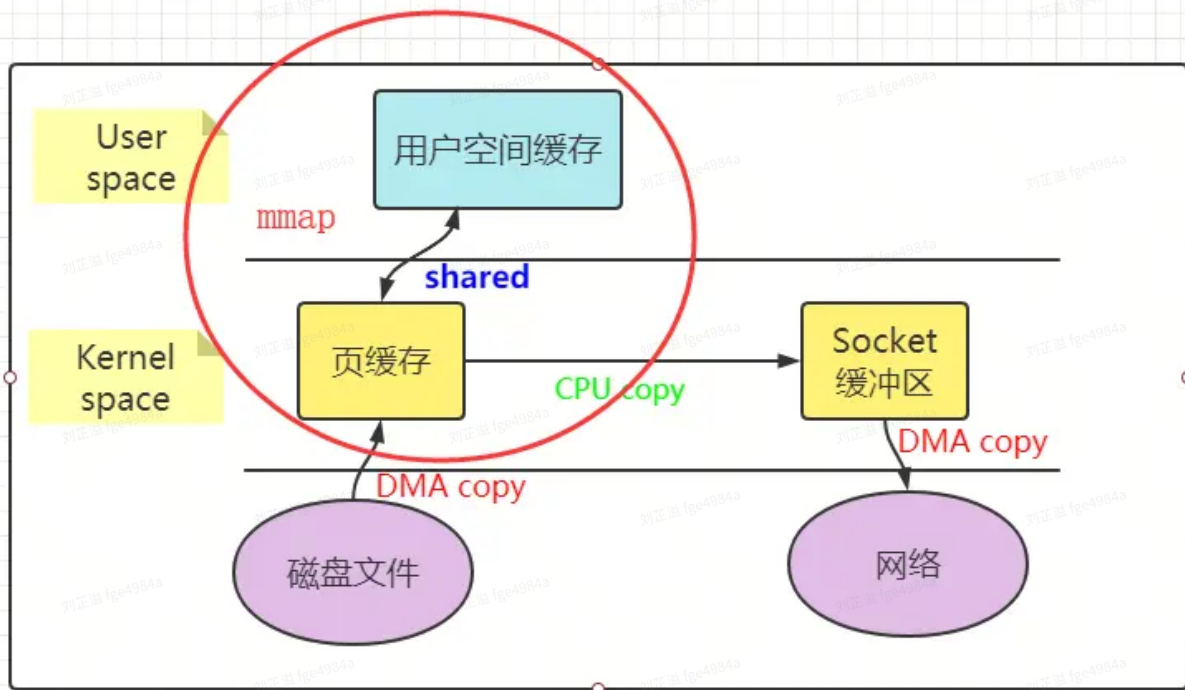 User
space
用户空间缓存
mmap
shared
Kernel
space
页缓存
CPU copy
Socket
缓冲区
DMA copy
DMA copy
磁盘文件
网络